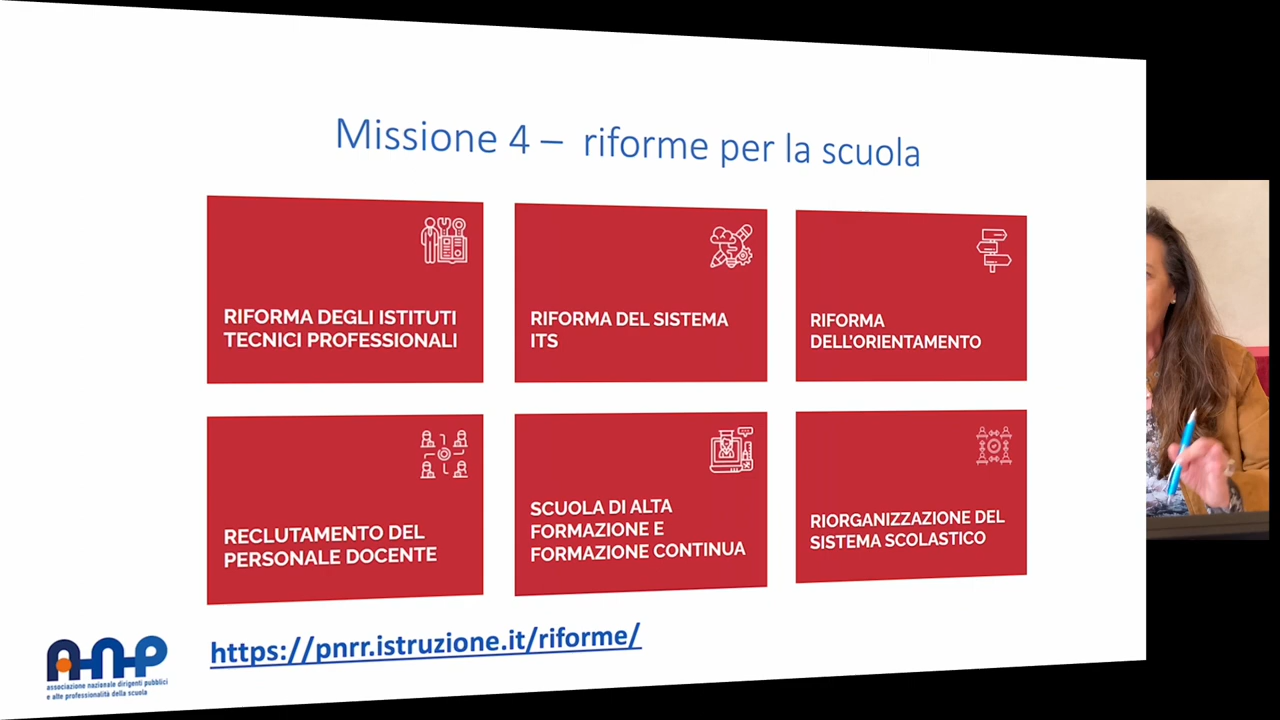 Missione 4 – riforme per la scuola
RIFORMA DEGLI ISTITUTI
TECNICI PROFESSIONALI
RIFORMA DEL SISTEMA
ITS
RIFORMA
DELL'ORIENTAMENTO
RECLUTAMENTO DEL
PERSONALE DOCENTE
SCUOLA DI ALTA
FORMAZIONE E
FORMAZIONE CONTINUA
RIORGANIZZAZIONE DEL
SISTEMA SCOLASTICO
https://pnrr.istruzione.it/riforme/
A-N-P
associazione nazionale dirigenti pubblici
e alte professionalità della scuola